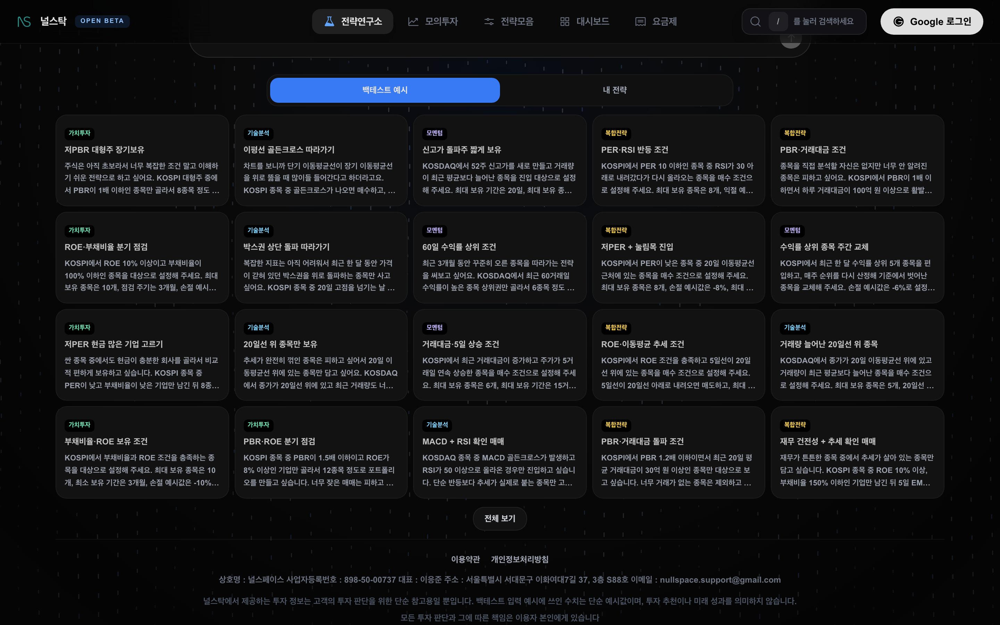 널스탁 OPEN BETA 전략연구소 모의투자 전략모음 대시보드 요금제 / 를 눌러 검색하세요 Google 로그인
백테스트 예시 내 전략
가치투자
저PBR 대형주 장기보유
주식은 아직 초보라서 너무 복잡한 조건 말고 이해하
기 쉬운 전략으로 하고 싶어요. KOSPI 대형주 중에
서 PBR이 1배 이하인 종목만 골라서 8종목 정도 ...
기술분석
이평선 골든크로스 따라가기
차트를 보니까 단기 이동평균선이 장기 이동평균선
을 위로 뚫을 때 많이들 들어간다고 하더라고요.
KOSPI 종목 중 골든크로스가 나오면 매수하고, ...
모멘텀
신고가 돌파주 짧게 보유
KOSDAQ에서 52주 신고가를 새로 만들고 거래량
이 최근 평균보다 늘어난 종목을 진입 대상으로 설정
해 주세요. 최대 보유 기간은 20일, 최대 보유 종...
복합전략
PER·RSI 반등 조건
KOSPI에서 PER 10 이하인 종목 중 RSI가 30 아
래로 내려갔다가 다시 올라오는 종목을 매수 조건으
로 설정해 주세요. 최대 보유 종목은 8개, 익절 예...
복합전략
PBR·거래대금 조건
종목을 직접 분석할 자신은 없지만 너무 안 알려진
종목은 피하고 싶어요. KOSPI에서 PBR이 1배 이
하면서 하루 거래대금이 100억 원 이상으로 활발...
가치투자
ROE·부채비율 분기 점검
KOSPI에서 ROE 10% 이상이고 부채비율이
100% 이하인 종목을 대상으로 설정해 주세요. 최대
보유 종목은 10개, 점검 주기는 3개월, 손절 예시...
기술분석
박스권 상단 돌파 따라가기
복잡한 지표는 아직 어려워서 최근 한 달 동안 가격
이 갇혀 있던 박스권을 위로 돌파하는 종목만 사고
싶어요. KOSPI 종목 중 20일 고점을 넘기는 날 ...
모멘텀
60일 수익률 상위 조건
최근 3개월 동안 꾸준히 오른 종목을 따라가는 전략
을 써보고 싶어요. KOSDAQ에서 최근 60거래일
수익률이 높은 종목 상위권만 골라서 6종목 정도 ...
복합전략
저PER + 눌림목 진입
KOSPI에서 PER이 낮은 종목 중 20일 이동평균선
근처에 있는 종목을 매수 조건으로 설정해 주세요.
최대 보유 종목은 8개, 손절 예시값은 -8%, 최대 ...
모멘텀
수익률 상위 종목 주간 교체
KOSPI에서 최근 한 달 수익률 상위 5개 종목을 편
입하고, 매주 순위를 다시 산정해 기준에서 벗어난
종목을 교체해 주세요. 손절 예시값은 -6%로 설정...
가치투자
저PER 현금 많은 기업 고르기
싼 종목 중에서도 현금이 충분한 회사를 골라서 비교
적 편하게 보유하고 싶습니다. KOSPI 종목 중
PER이 낮고 부채비율이 낮은 기업만 남긴 뒤 8종...
기술분석
20일선 위 종목만 보유
추세가 완전히 꺾인 종목은 피하고 싶어서 20일 이
동평균선 위에 있는 종목만 담고 싶어요. KOSDAQ
에서 종가가 20일선 위에 있고 최근 거래량도 너...
모멘텀
거래대금·5일 상승 조건
KOSPI에서 최근 거래대금이 증가하고 주가가 5거
래일 연속 상승한 종목을 매수 조건으로 설정해 주세
요. 최대 보유 종목은 6개, 최대 보유 기간은 15거...
복합전략
ROE·이동평균 추세 조건
KOSPI에서 ROE 조건을 충족하고 5일선이 20일
선 위에 있는 종목을 매수 조건으로 설정해 주세요.
5일선이 20일선 아래로 내려오면 매도하고, 최대 ...
기술분석
거래량 늘어난 20일선 위 종목
KOSDAQ에서 종가가 20일 이동평균선 위에 있고
거래량이 최근 평균보다 늘어난 종목을 매수 조건으
로 설정해 주세요. 최대 보유 종목은 5개, 20일선 ...
가치투자
부채비율·ROE 보유 조건
KOSPI에서 부채비율과 ROE 조건을 충족하는 종
목을 대상으로 설정해 주세요. 최대 보유 종목은 10
개, 최소 보유 기간은 3개월, 손절 예시값은 -10%...
가치투자
PBR·ROE 분기 점검
KOSPI 종목 중 PBR이 1.5배 이하이고 ROE가
8% 이상인 기업만 골라서 12종목 정도로 포트폴리
오를 만들고 싶습니다. 너무 잦은 매매는 피하고 ...
기술분석
MACD + RSI 확인 매매
KOSDAQ 종목 중 MACD 골든크로스가 발생하고
RSI가 50 이상으로 올라온 경우만 진입하고 싶습니
다. 단순 반등보다 추세가 실제로 붙는 종목만 고...
복합전략
PBR·거래대금 돌파 조건
KOSPI에서 PBR 1.2배 이하이면서 최근 20일 평
균 거래대금이 30억 원 이상인 종목만 대상으로 보
고 싶습니다. 너무 거래가 없는 종목은 제외하고 ...
복합전략
재무 건전성 + 추세 확인 매매
재무가 튼튼한 종목 중에서 추세가 살아 있는 종목만
담고 싶습니다. KOSPI 종목 중 ROE 10% 이상,
부채비율 150% 이하인 기업만 남긴 뒤 5일 EM...
전체 보기
이용약관 개인정보처리방침
상호명 : 널스페이스 사업자등록번호 : 898-50-00737 대표 : 이응준 주소 : 서울특별시 서대문구 이화여대7길 37, 3층 S88호 이메일 : nullspace.support@gmail.com
널스탁에서 제공하는 투자 정보는 고객의 투자 판단을 위한 단순 참고용일 뿐입니다. 백테스트 입력 예시에 쓰인 수치는 단순 예시값이며, 투자 추천이나 미래 성과를 의미하지 않습니다.
모든 투자 판단과 그에 따른 책임은 이용자 본인에게 있습니다